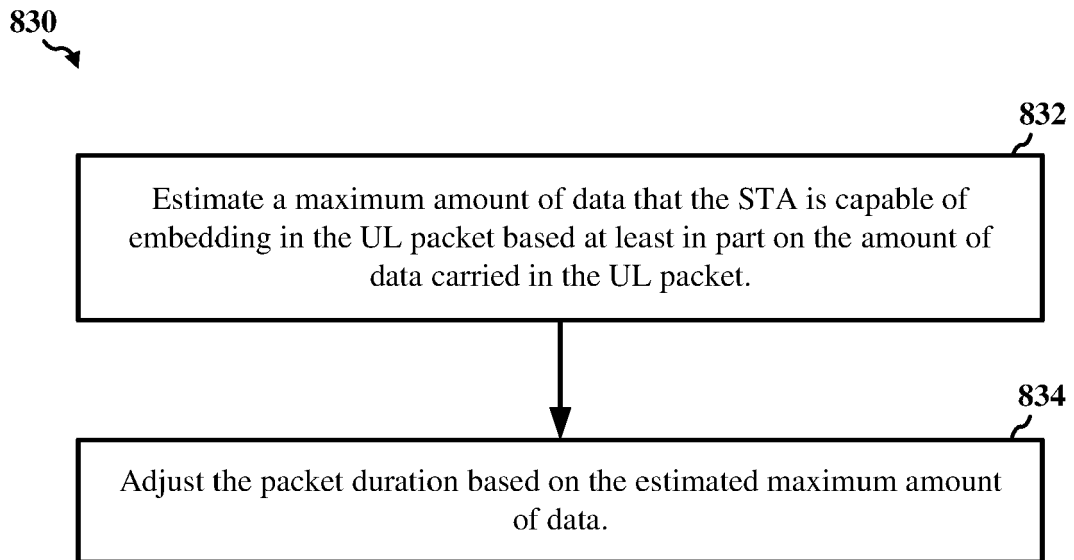 830
832
Estimate a maximum amount of data that the STA is capable of
embedding in the UL packet based at least in part on the amount of
data carried in the UL packet.
834
Adjust the packet duration based on the estimated maximum amount
of data.